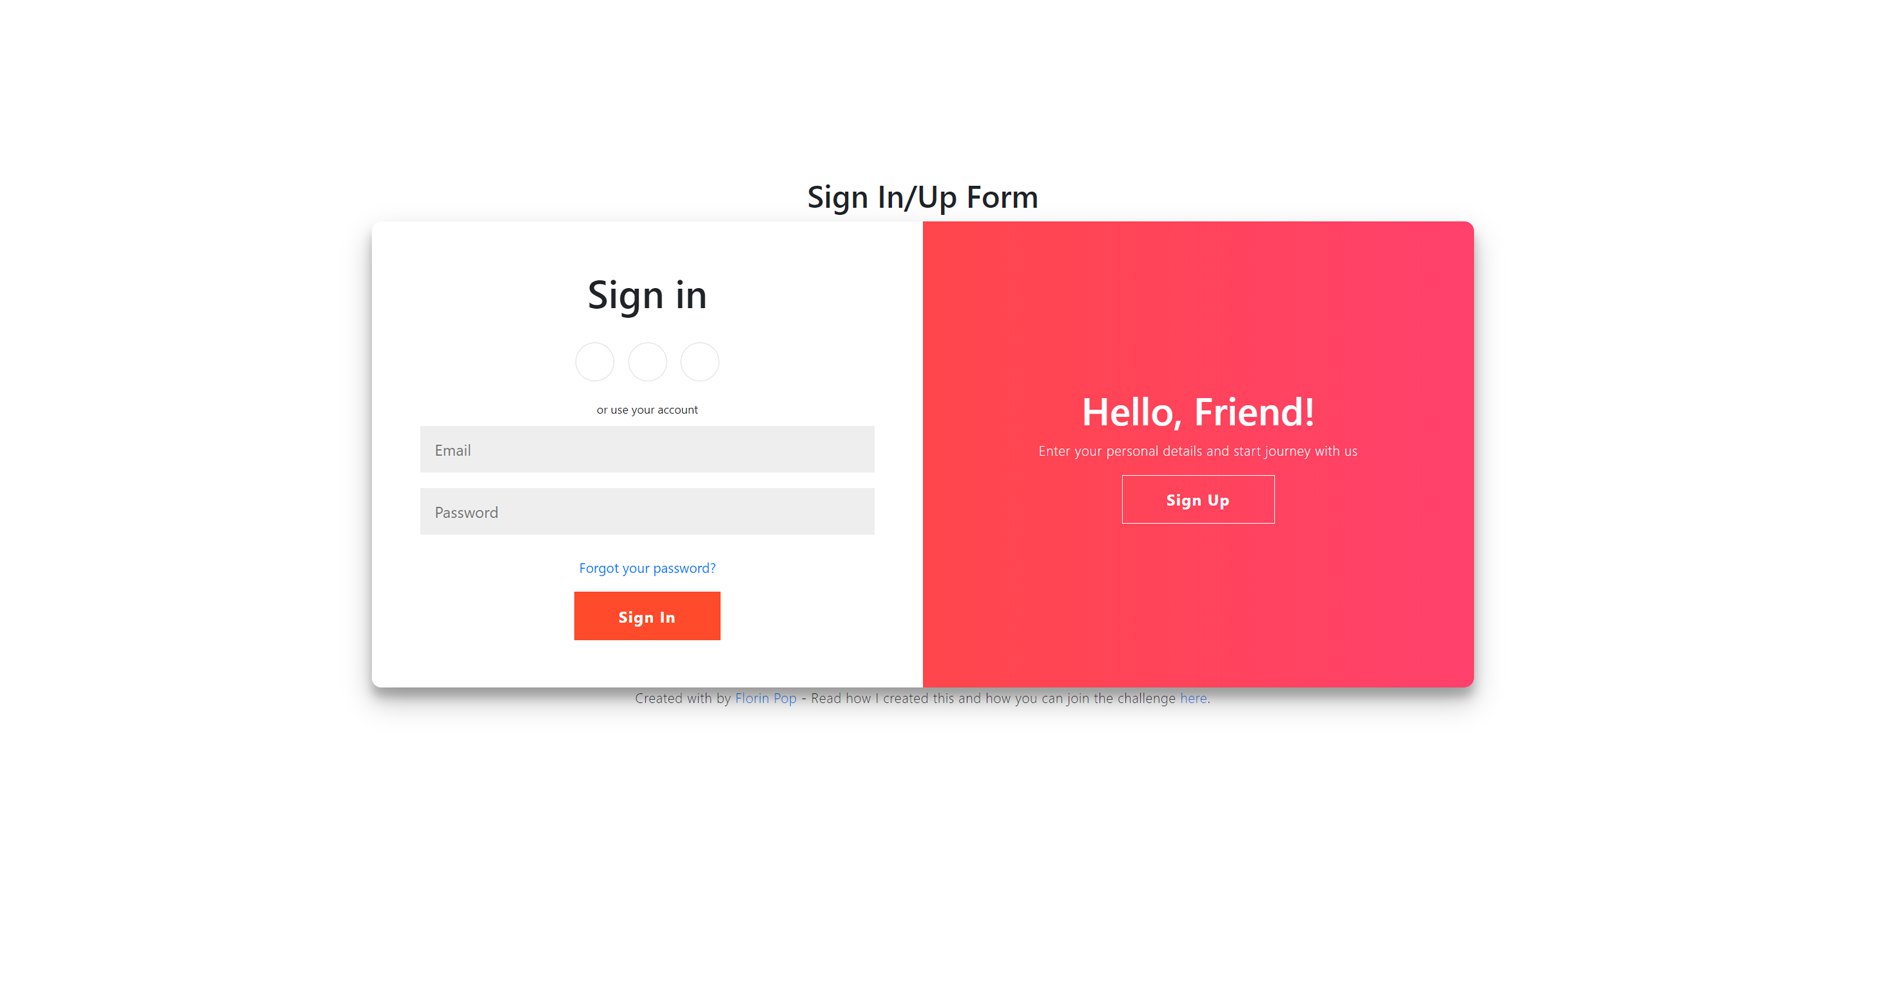 Sign In/Up Form
Sign in
or use your account
Email
Password
Forgot your password?
Sign In
Hello, Friend!
Enter your personal details and start journey with us
Sign Up
Created with by Florin Pop - Read how I created this and how you can join the challenge here.